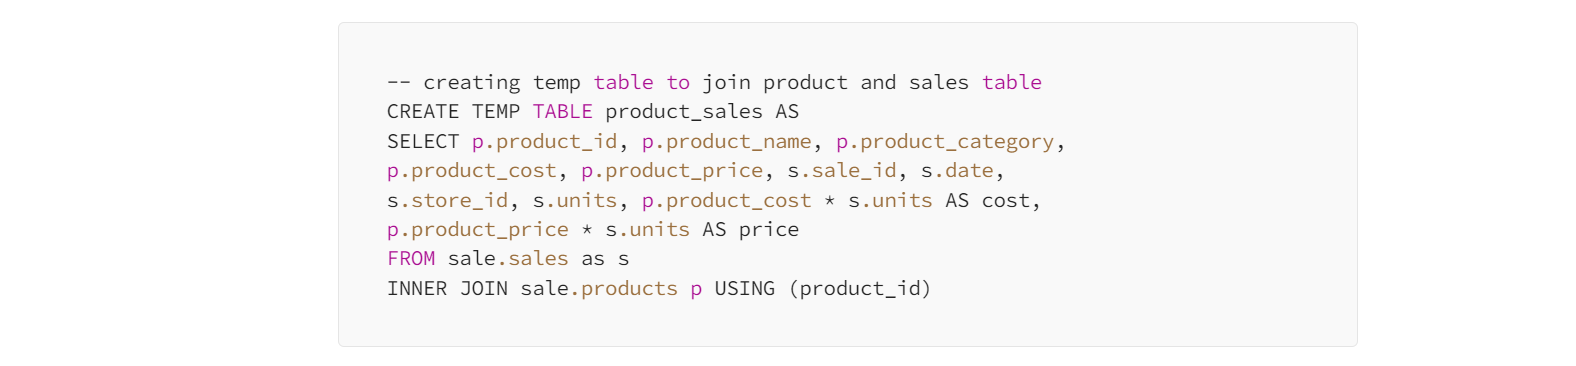 -- creating temp table to join product and sales table
CREATE TEMP TABLE product_sales AS
SELECT p.product_id, p.product_name, p.product_category,
p.product_cost, p.product_price, s.sale_id, s.date,
s.store_id, s.units, p.product_cost * s.units AS cost,
p.product_price * s.units AS price
FROM sale.sales as s
INNER JOIN sale.products p USING (product_id)